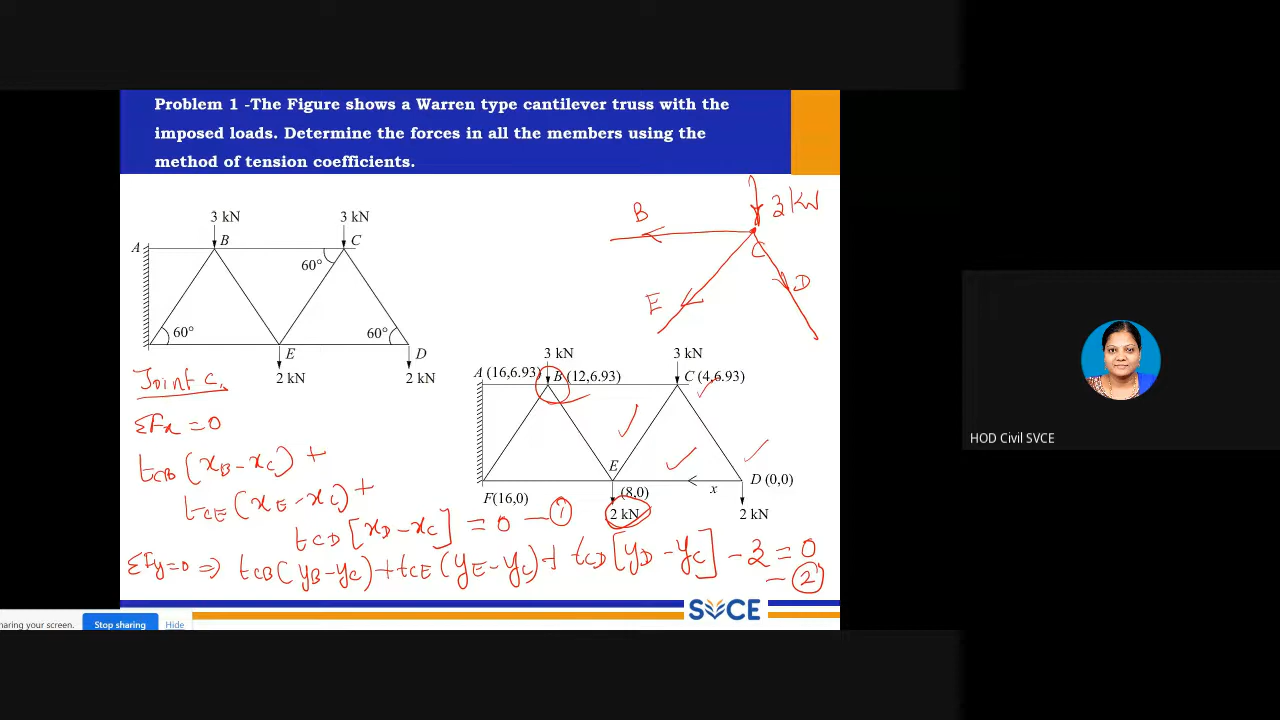 Problem 1 -The Figure shows a Warren type cantilever truss with the
imposed loads. Determine the forces in all the members using the
method of tension coefficients.
3 kN
3 kN
A
B
C
60°
60°
60°
E
D
2 kN
2 kN
3 kN
B
C
D
E
3 kN
3 kN
A (16,6.93)
B (12,6.93)
C (4,6.93)
E
D (0,0)
F(16,0)
(8,0)
x
2 kN
2 kN
Joint C,
ΣFx = 0
tCB (xB - xC) +
tCE (xE - xC) +
tCD [xD - xC] = 0 - ①
ΣFy=0 ⇒ tCB (yB - yC) + tCE (yE - yC) + tCD [yD - yC] - 3 = 0
- ②
SVCE
haring your screen.
Stop sharing
Hide
HOD Civil SVCE